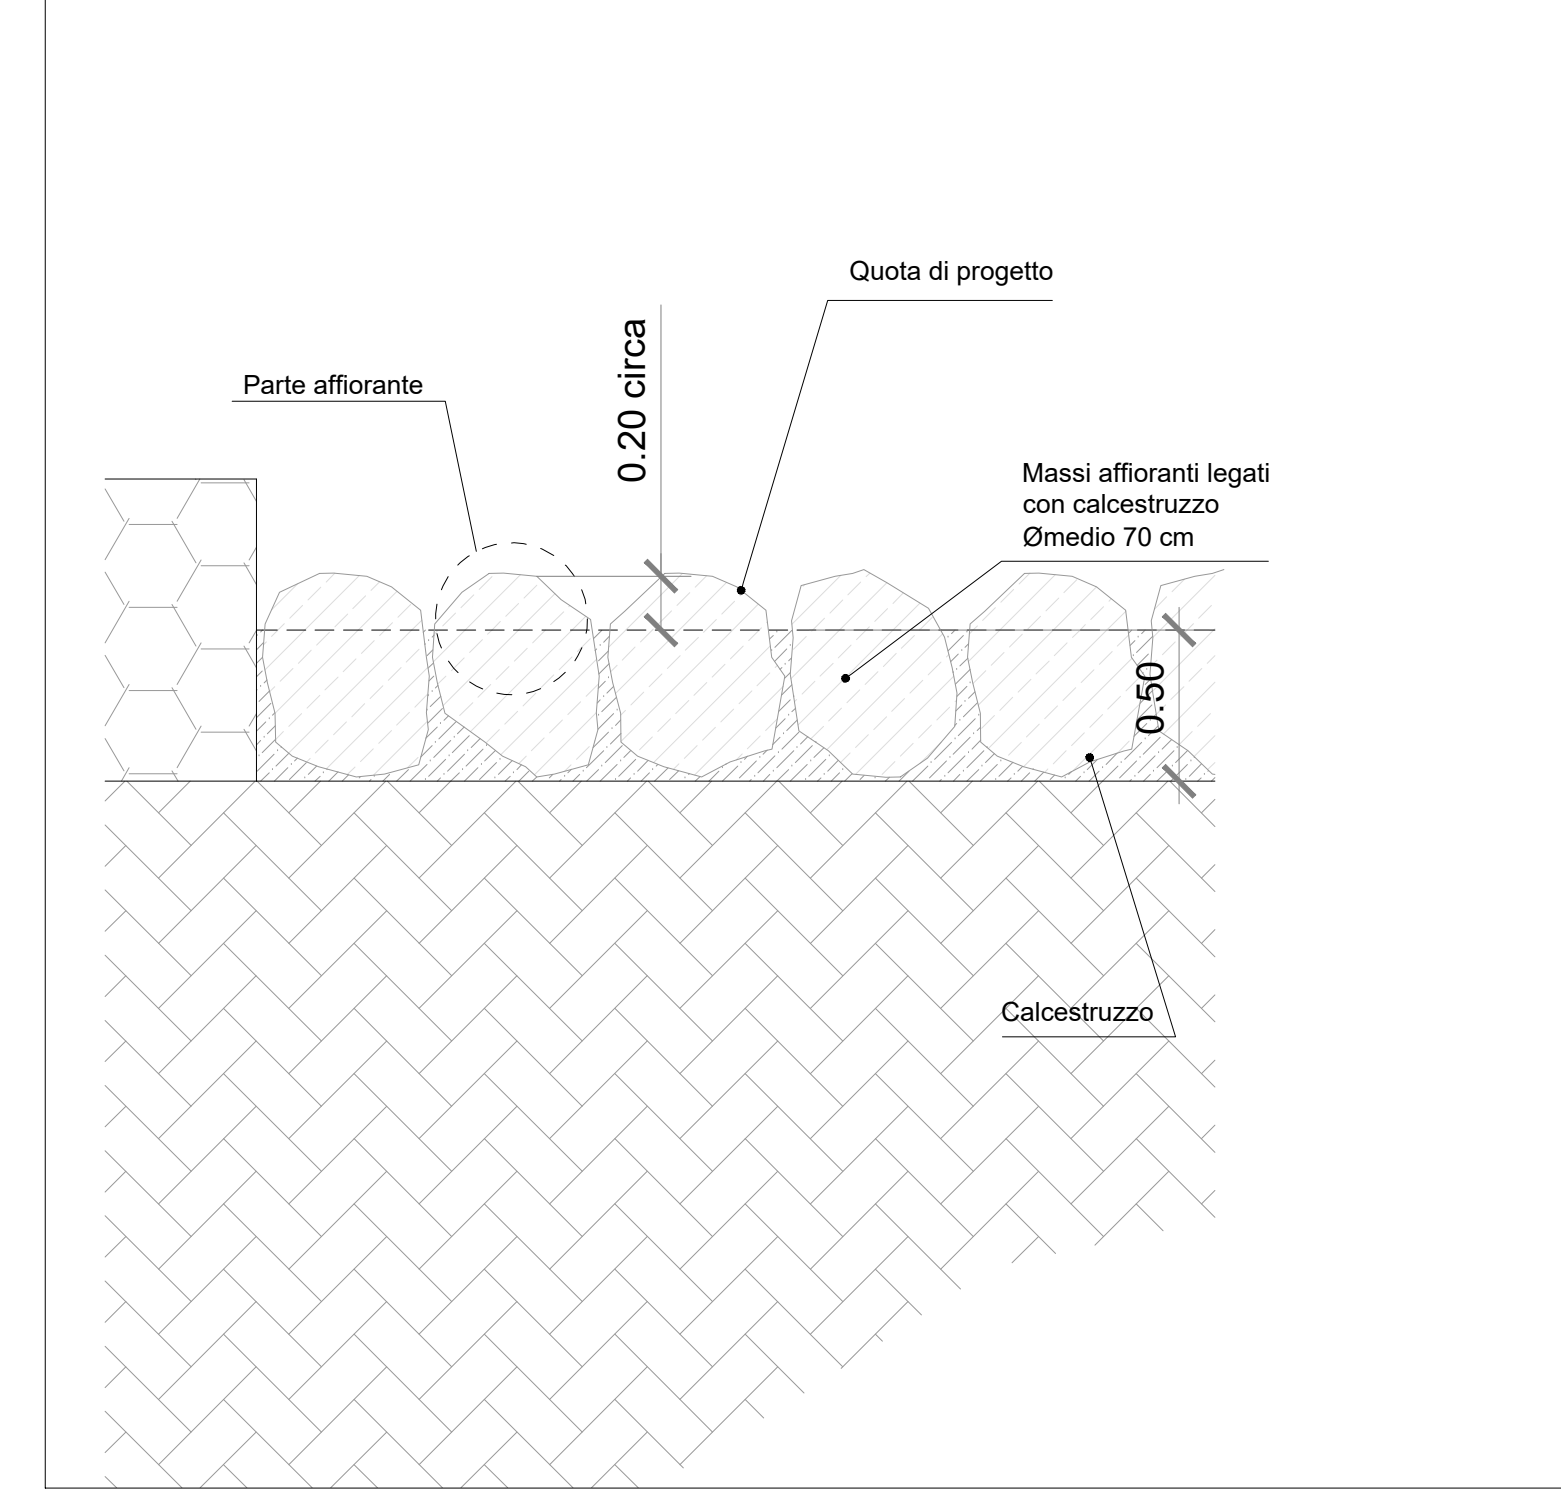 Quota di progetto
0.20 circa
Parte affiorante
Massi affioranti legati
con calcestruzzo
Ømedio 70 cm
0.50
Calcestruzzo